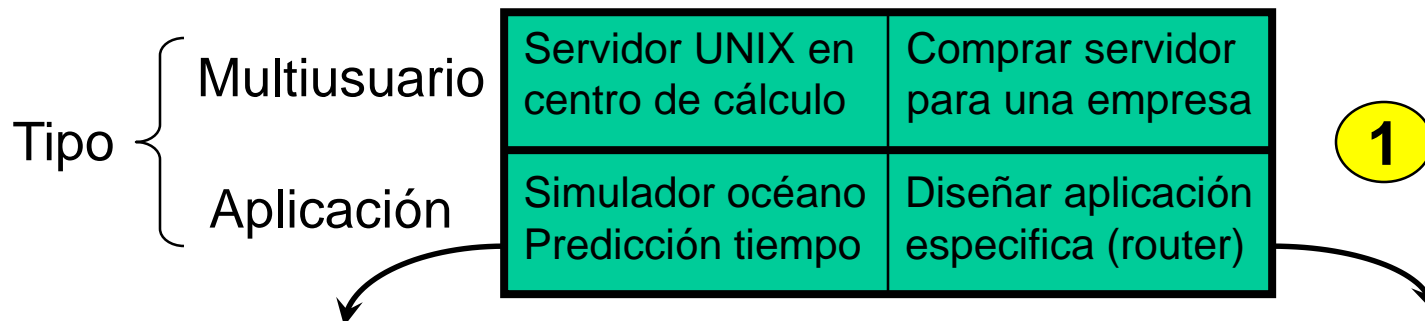 Tipo
Multiusuario
Servidor UNIX en
centro de cálculo
Comprar servidor
para una empresa
1
Aplicación
Simulador océano
Predicción tiempo
Diseñar aplicación
especifica (router)